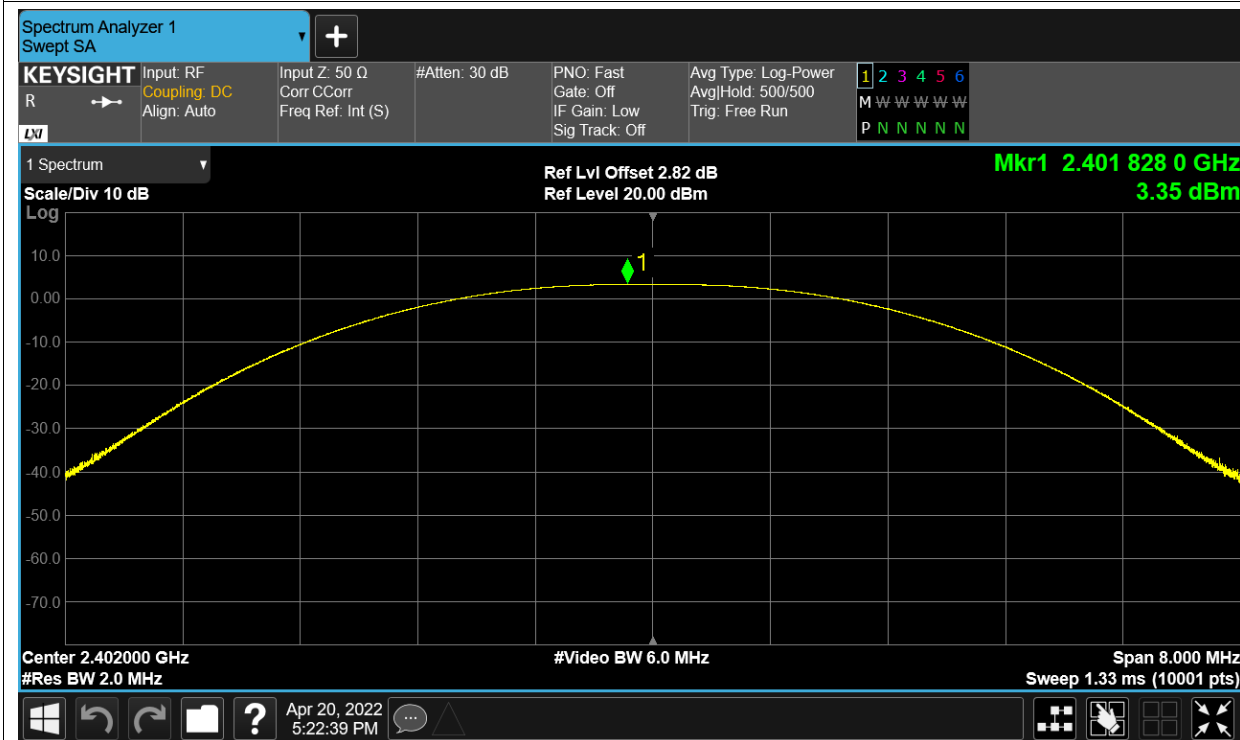 Spectrum Analyzer 1
Swept SA
+
KEYSIGHT
R
LXI
Input: RF
Coupling: DC
Align: Auto
Input Z: 50 Ω
Corr CCorr
Freq Ref: Int (S)
#Atten: 30 dB
PNO: Fast
Gate: Off
IF Gain: Low
Sig Track: Off
Avg Type: Log-Power
Avg|Hold: 500/500
Trig: Free Run
1 2 3 4 5 6
M W W W W W
P N N N N N
1 Spectrum
Scale/Div 10 dB
Log
Ref Lvl Offset 2.82 dB
Ref Level 20.00 dBm
Mkr1 2.401 828 0 GHz
3.35 dBm
1
10.0
0.00
-10.0
-20.0
-30.0
-40.0
-50.0
-60.0
-70.0
Center 2.402000 GHz
#Res BW 2.0 MHz
#Video BW 6.0 MHz
Span 8.000 MHz
Sweep 1.33 ms (10001 pts)
?
Apr 20, 2022
5:22:39 PM